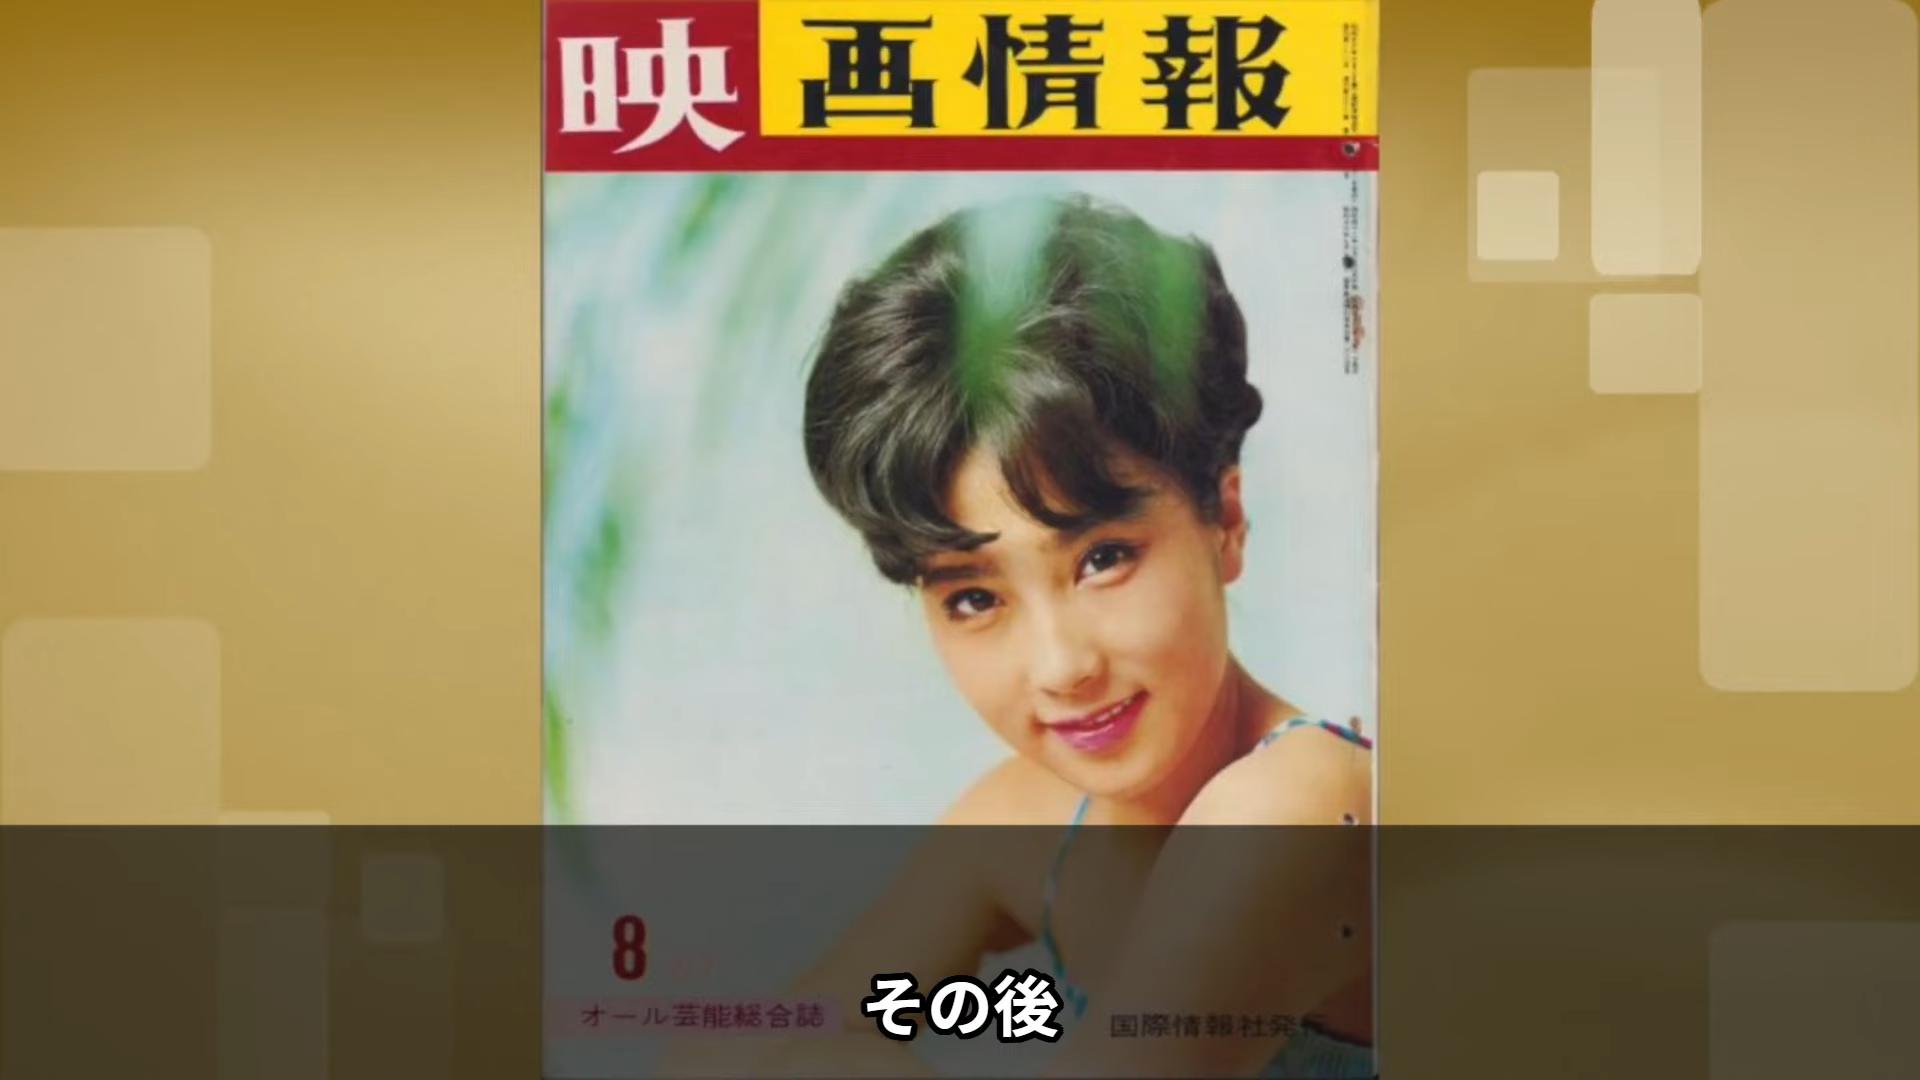 映画情報
8
オール芸能総合誌
国際情報社発行
その後